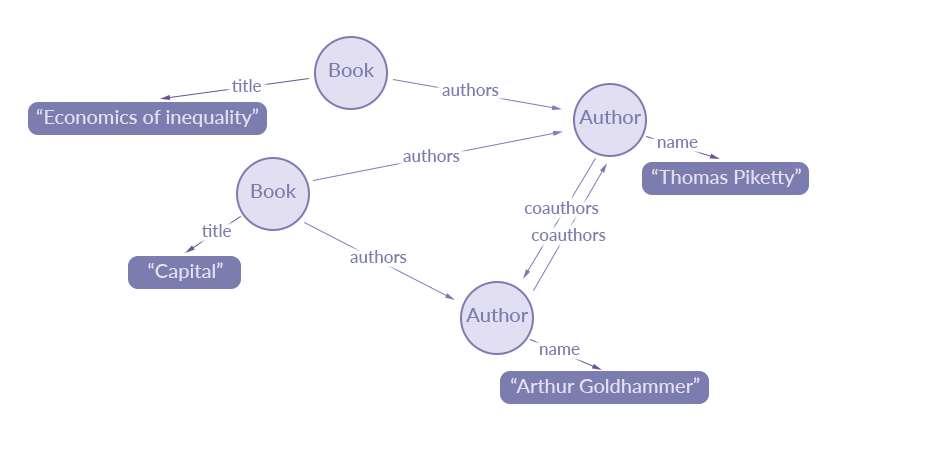 Book
title
authors
“Economics of inequality”
Author
name
authors
“Thomas Piketty”
Book
coauthors
title
coauthors
authors
“Capital”
Author
name
“Arthur Goldhammer”